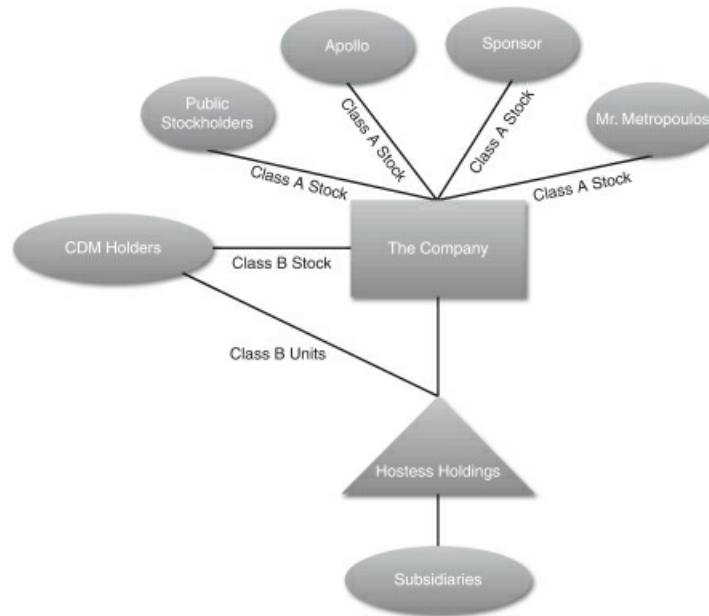 Apollo
Sponsor
Public
Stockholders
Mr. Metropoulos
Class A Stock
Class A Stock
Class A Stock
Class A Stock
CDM Holders
The Company
Class B Stock
Class B Units
Hostess Holdings
Subsidiaries